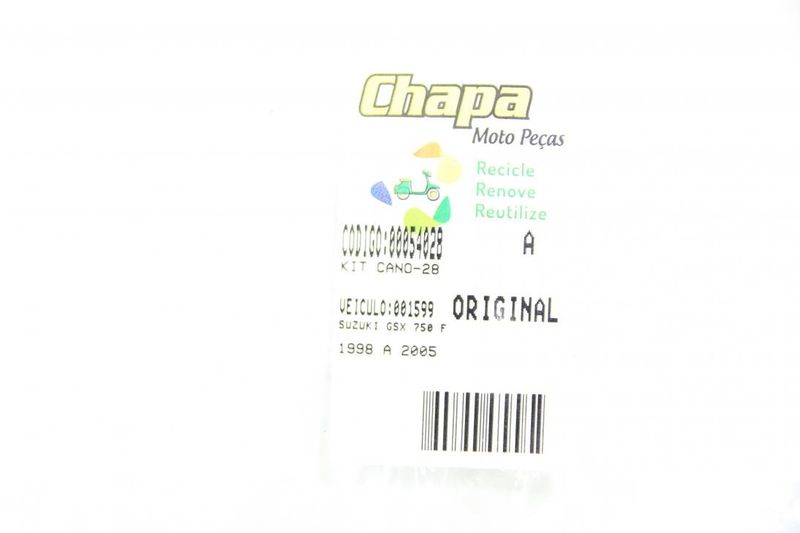 Chapa
Moto Peças
Recicle
Renove
Reutilize
CODIGO:00054028 A
KIT CANO-28
VEICULO:001599 ORIGINAL
SUZUKI GSX 750 F
1998 A 2005